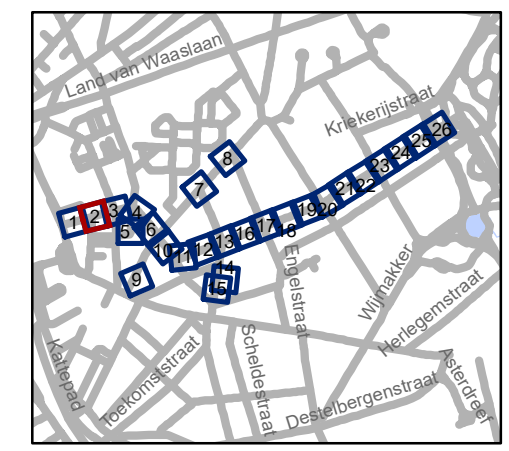 Land van Waaslaan
Kriekerijstraat
1
2
3
4
5
6
7
8
9
10
11
12
13
14
15
16
17
18
19
20
21
22
23
24
25
26
Engelstraat
Wijmakker
Herlegemstraat
Kattepad
Toekomststraat
Scheldestraat
Destelbergenstraat
Asterdreef